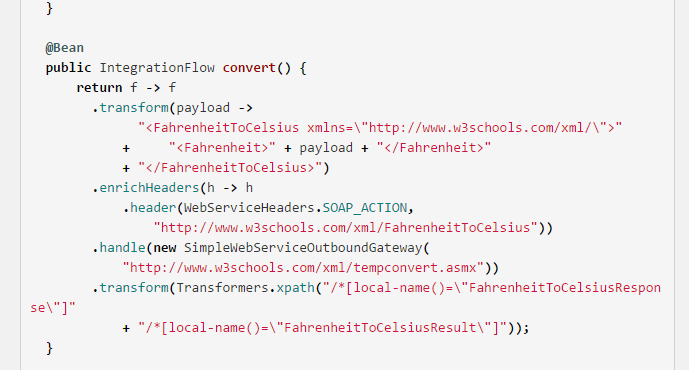 }
@Bean
public IntegrationFlow convert() {
return f -> f
.transform(payload ->
"<FahrenheitToCelsius xmlns=\"http://www.w3schools.com/xml/\">"
+     "<Fahrenheit>" + payload + "</Fahrenheit>"
+ "</FahrenheitToCelsius>")
.enrichHeaders(h -> h
.header(WebServiceHeaders.SOAP_ACTION,
"http://www.w3schools.com/xml/FahrenheitToCelsius"))
.handle(new SimpleWebServiceOutboundGateway(
"http://www.w3schools.com/xml/tempconvert.asmx"))
.transform(Transformers.xpath("/*[local-name()=\"FahrenheitToCelsiusRespon
se\"]"
+ "/*[local-name()=\"FahrenheitToCelsiusResult\"]"));
}